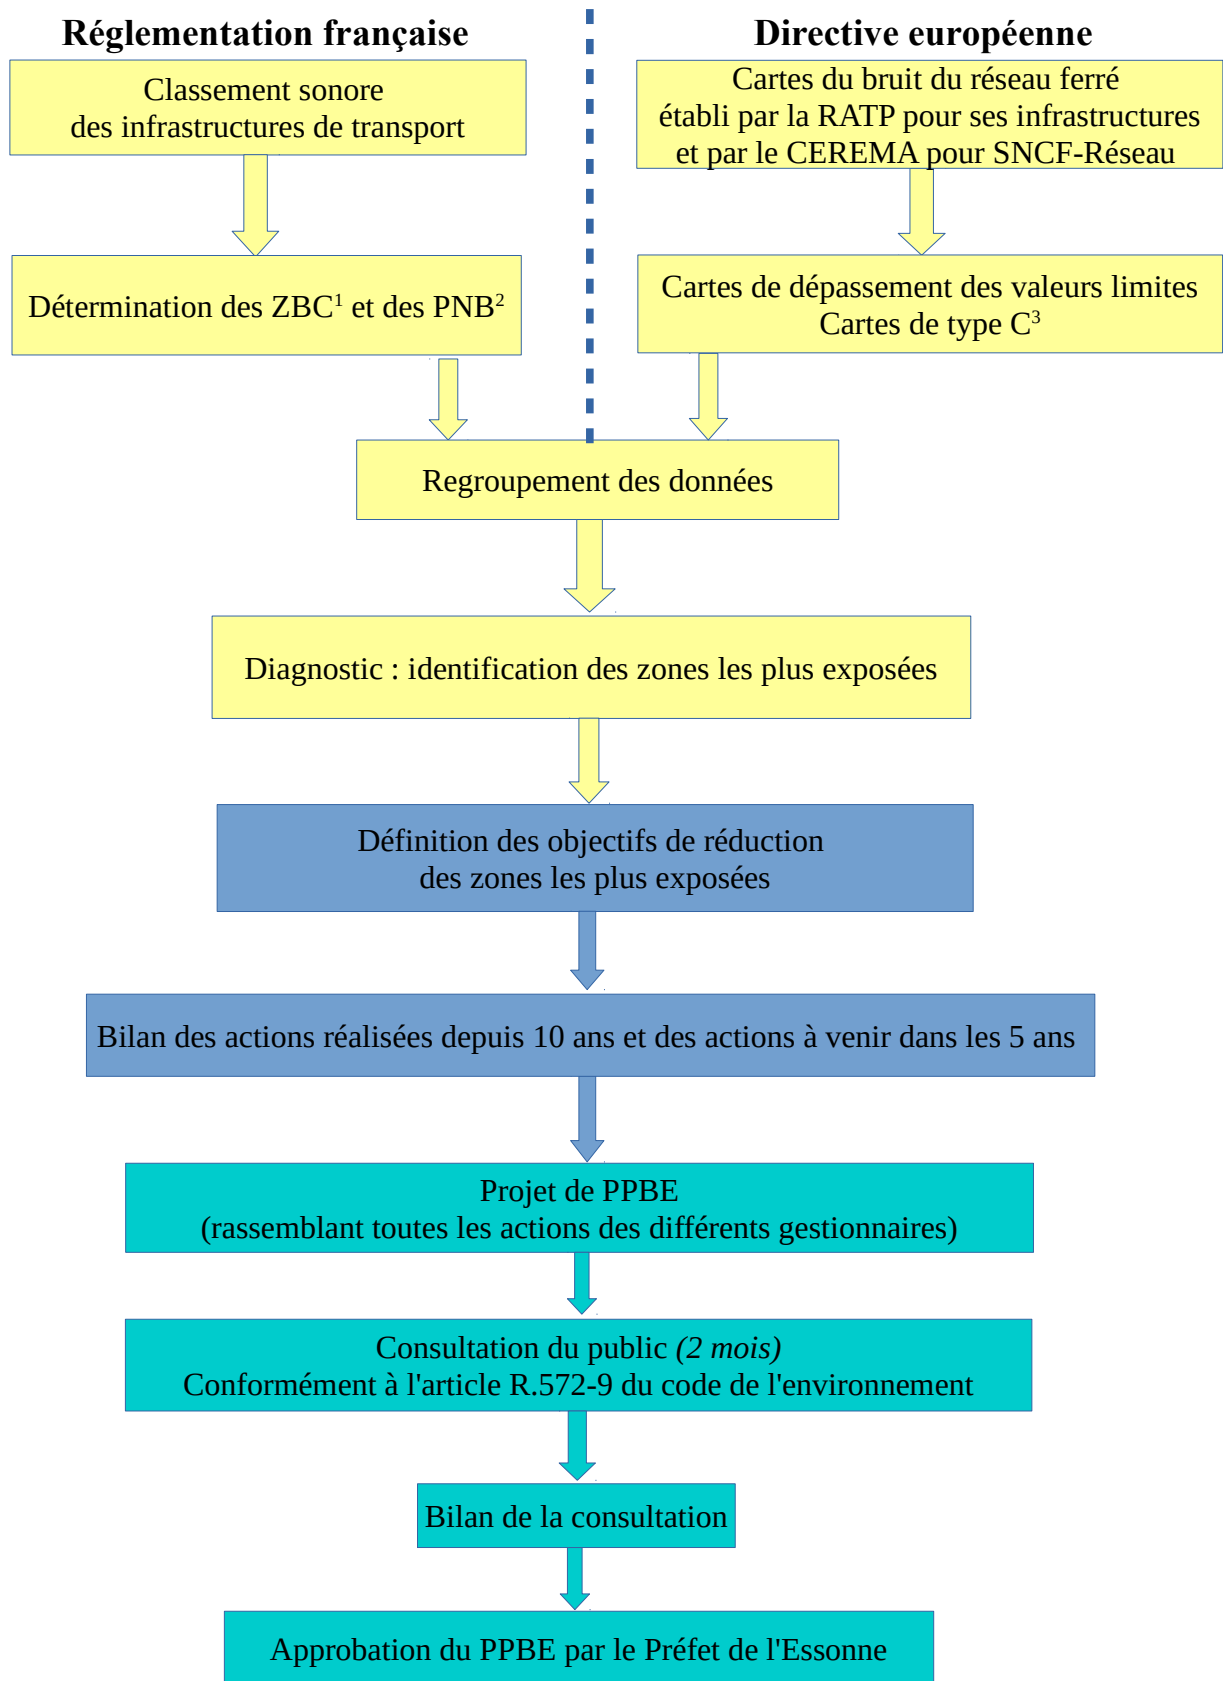 Réglementation française
Directive européenne
Classement sonore
des infrastructures de transport
Cartes du bruit du réseau ferré
établi par la RATP pour ses infrastructures
et par le CEREMA pour SNCF-Réseau
Détermination des ZBC¹ et des PNB²
Cartes de dépassement des valeurs limites
Cartes de type C³
Regroupement des données
Diagnostic : identification des zones les plus exposées
Définition des objectifs de réduction
des zones les plus exposées
Bilan des actions réalisées depuis 10 ans et des actions à venir dans les 5 ans
Projet de PPBE
(rassemblant toutes les actions des différents gestionnaires)
Consultation du public (2 mois)
Conformément à l'article R.572-9 du code de l'environnement
Bilan de la consultation
Approbation du PPBE par le Préfet de l'Essonne